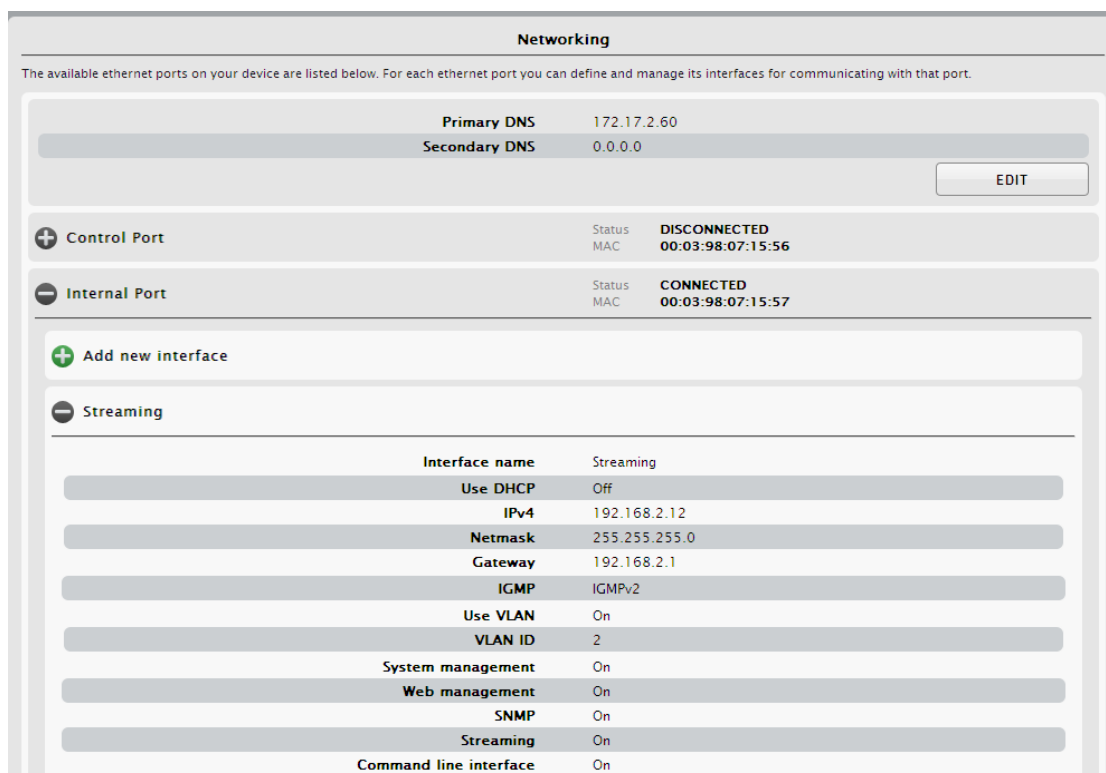 Networking
The available ethernet ports on your device are listed below. For each ethernet port you can define and manage its interfaces for communicating with that port.
Primary DNS 172.17.2.60
Secondary DNS 0.0.0.0
EDIT
Control Port Status DISCONNECTED
MAC 00:03:98:07:15:56
Internal Port Status CONNECTED
MAC 00:03:98:07:15:57
Add new interface
Streaming
Interface name Streaming
Use DHCP Off
IPv4 192.168.2.12
Netmask 255.255.255.0
Gateway 192.168.2.1
IGMP IGMPv2
Use VLAN On
VLAN ID 2
System management On
Web management On
SNMP On
Streaming On
Command line interface On